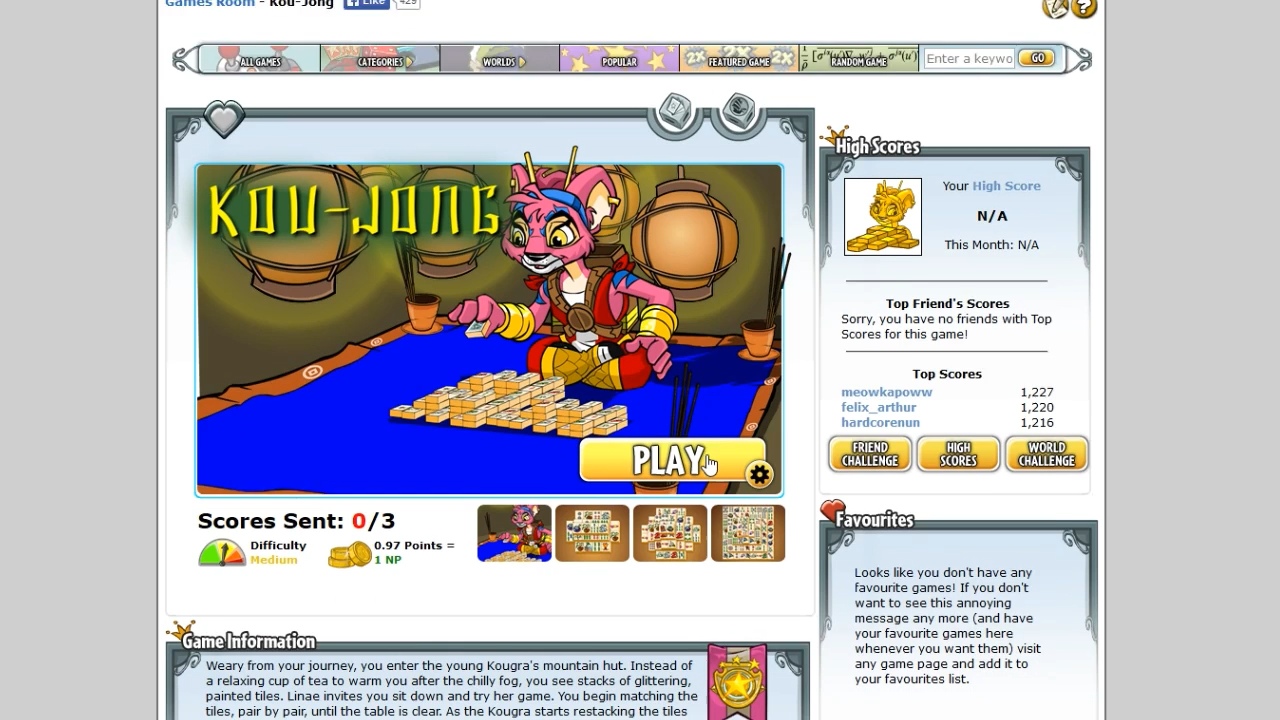 Games Room - Kou-Jong
Like
429
ALL GAMES
CATEGORIES
WORLDS
POPULAR
2X FEATURED GAME 2X
RANDOM GAME
Enter a keywo
GO
KOU-JONG
PLAY
Scores Sent: 0/3
Difficulty
Medium
0.97 Points =
1 NP
High Scores
Your High Score
N/A
This Month: N/A
Top Friend's Scores
Sorry, you have no friends with Top
Scores for this game!
Top Scores
meowkapoww 1,227
felix_arthur 1,220
hardcorenun 1,216
FRIEND
CHALLENGE
HIGH
SCORES
WORLD
CHALLENGE
Favourites
Looks like you don't have any
favourite games! If you don't
want to see this annoying
message any more (and have
your favourite games here
whenever you want them) visit
any game page and add it to
your favourites list.
Game Information
Weary from your journey, you enter the young Kougra's mountain hut. Instead of
a relaxing cup of tea to warm you after the chilly fog, you see stacks of glittering,
painted tiles. Linae invites you sit down and try her game. You begin matching the
tiles, pair by pair, until the table is clear. As the Kougra starts restacking the tiles